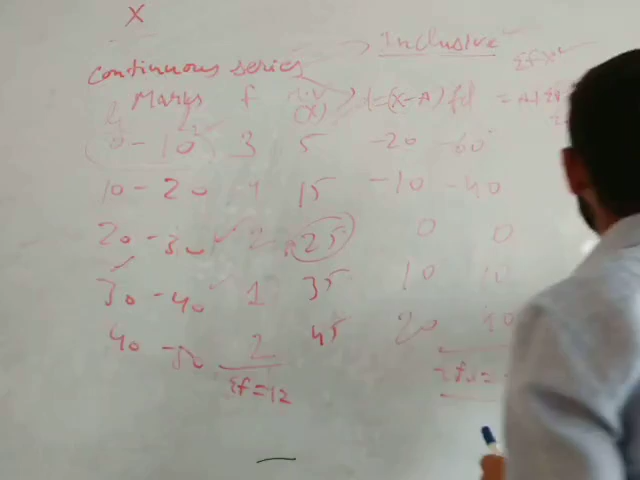 X
Inclusive
continuous series
ΣfX
Marks f M.V (X) d=(X-A) fd
0-10 3 5 -20 -60
10-20 4 15 -10 -40
20-30 2 25 0 0
30-40 1 35 10 10
40-50 2 45 20 40
Σf=12